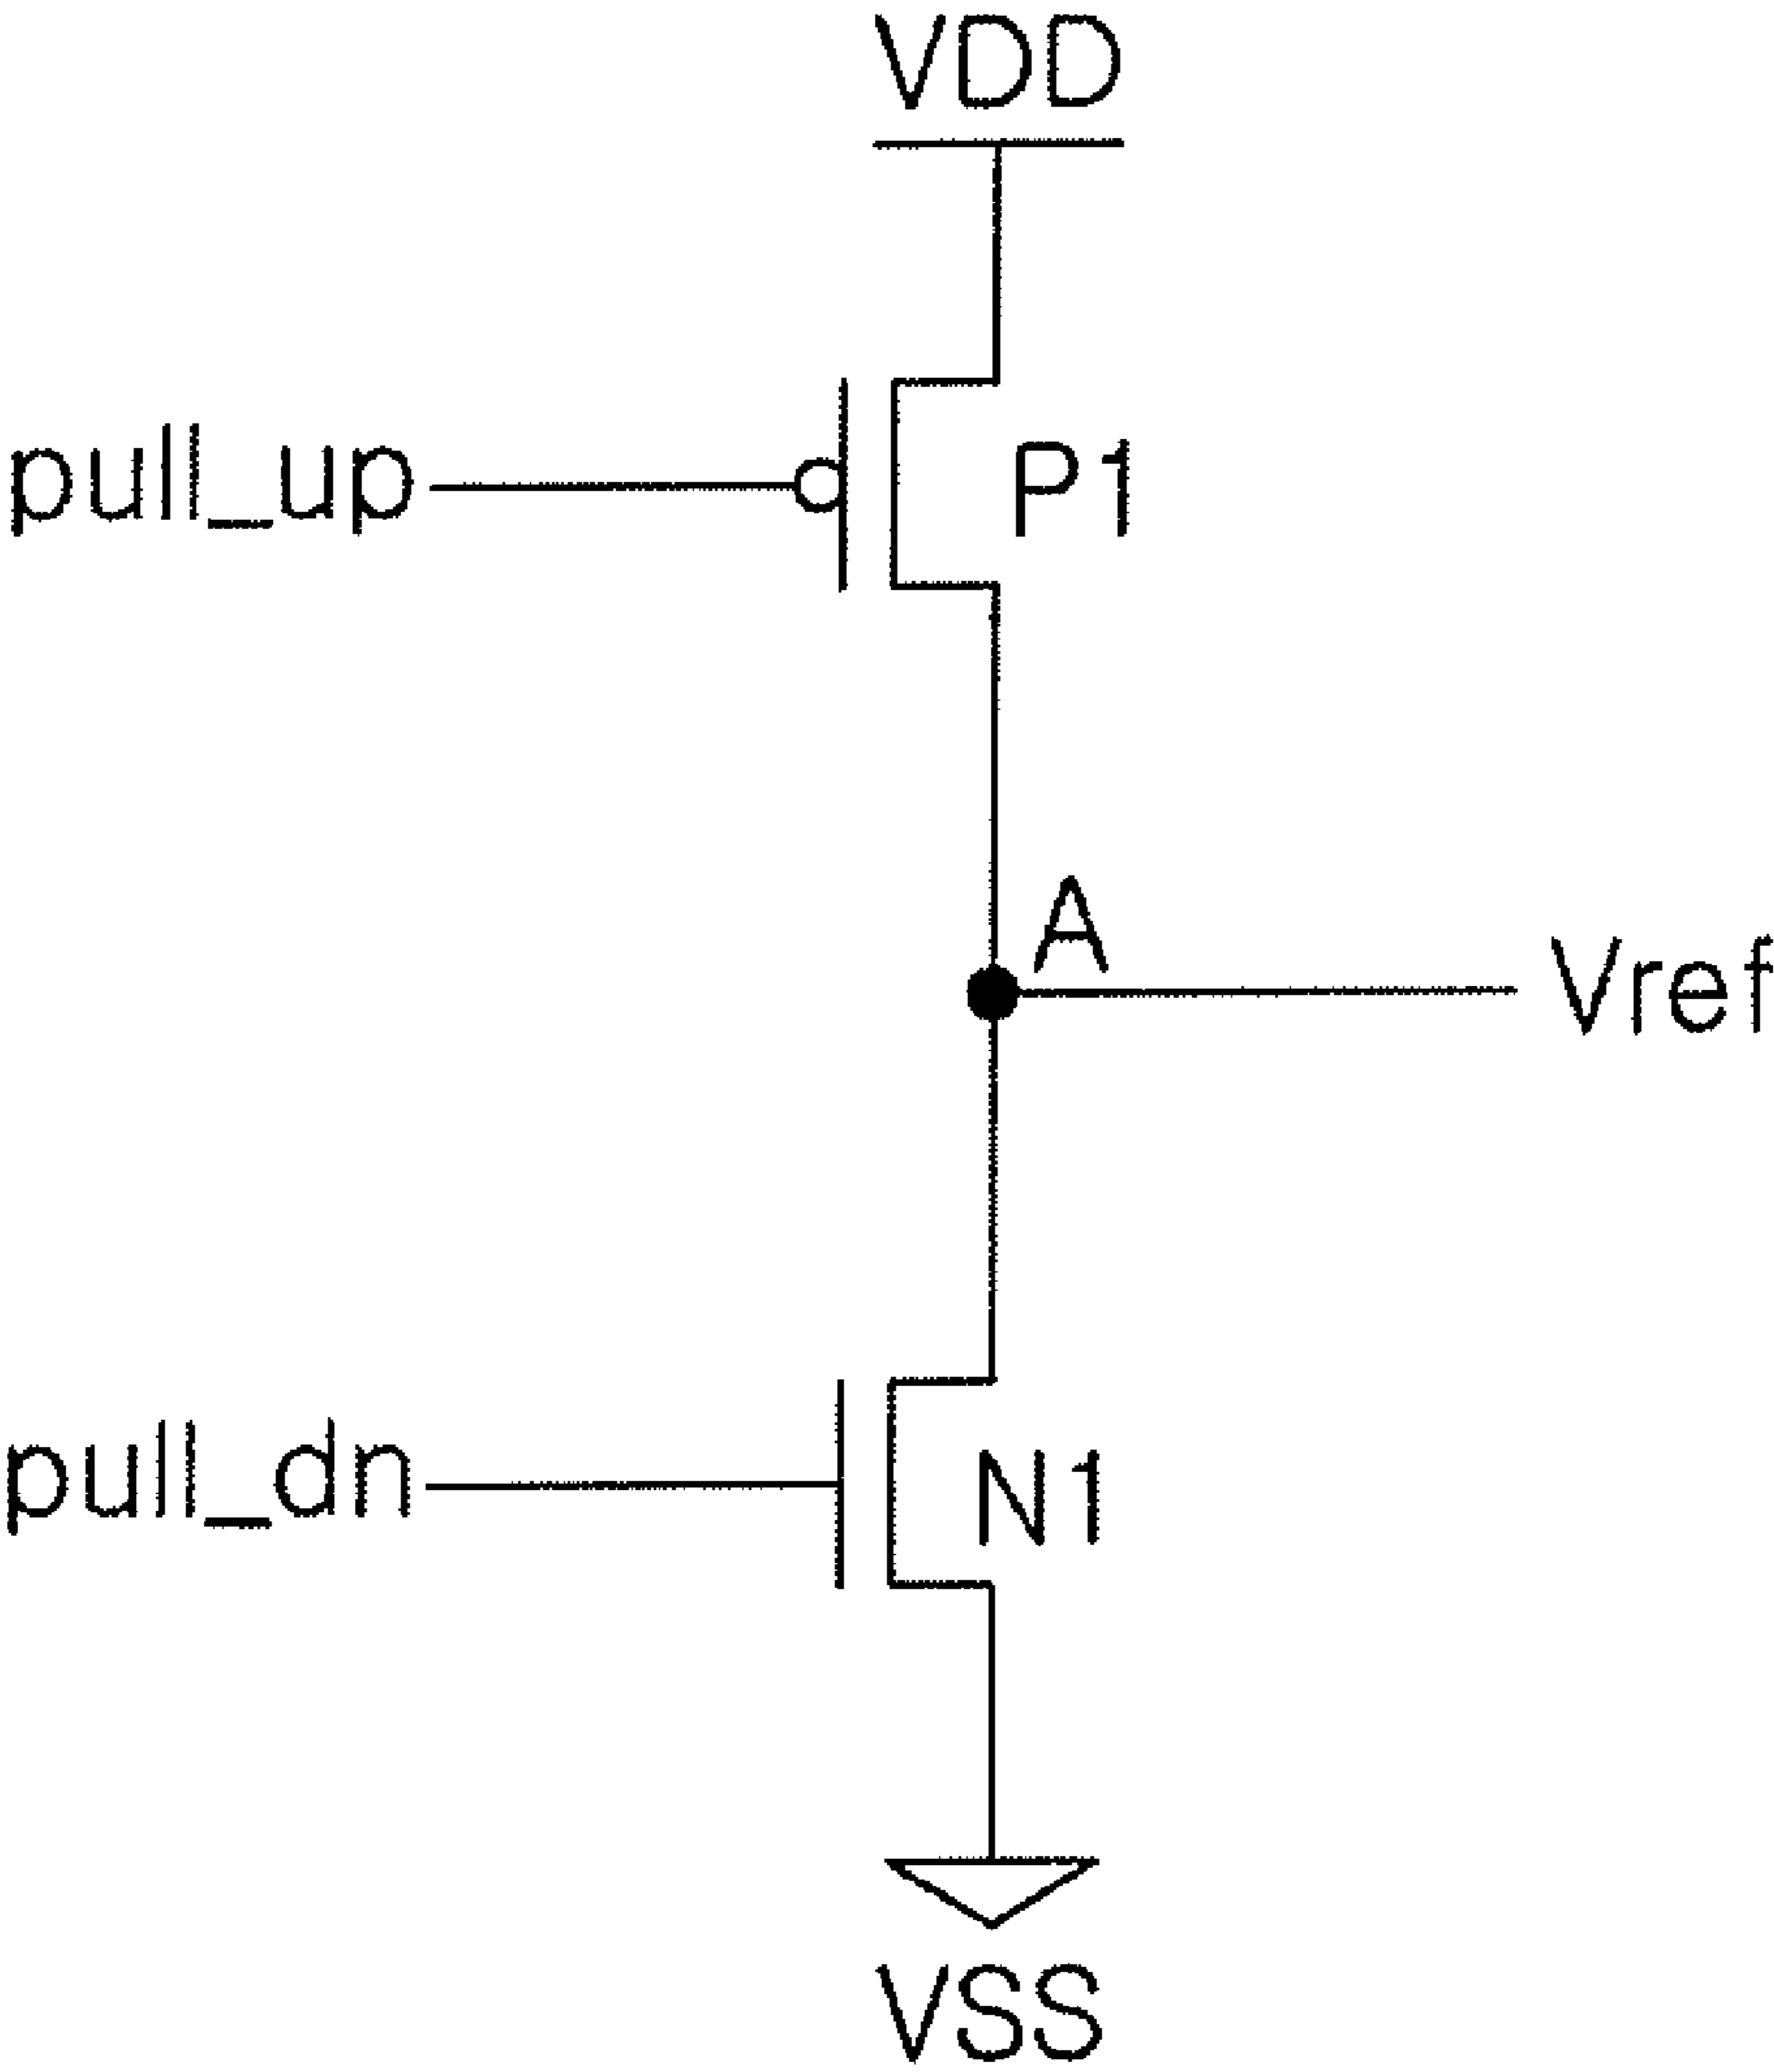 VDD
pull_up
P1
A
Vref
pull_dn
N1
VSS